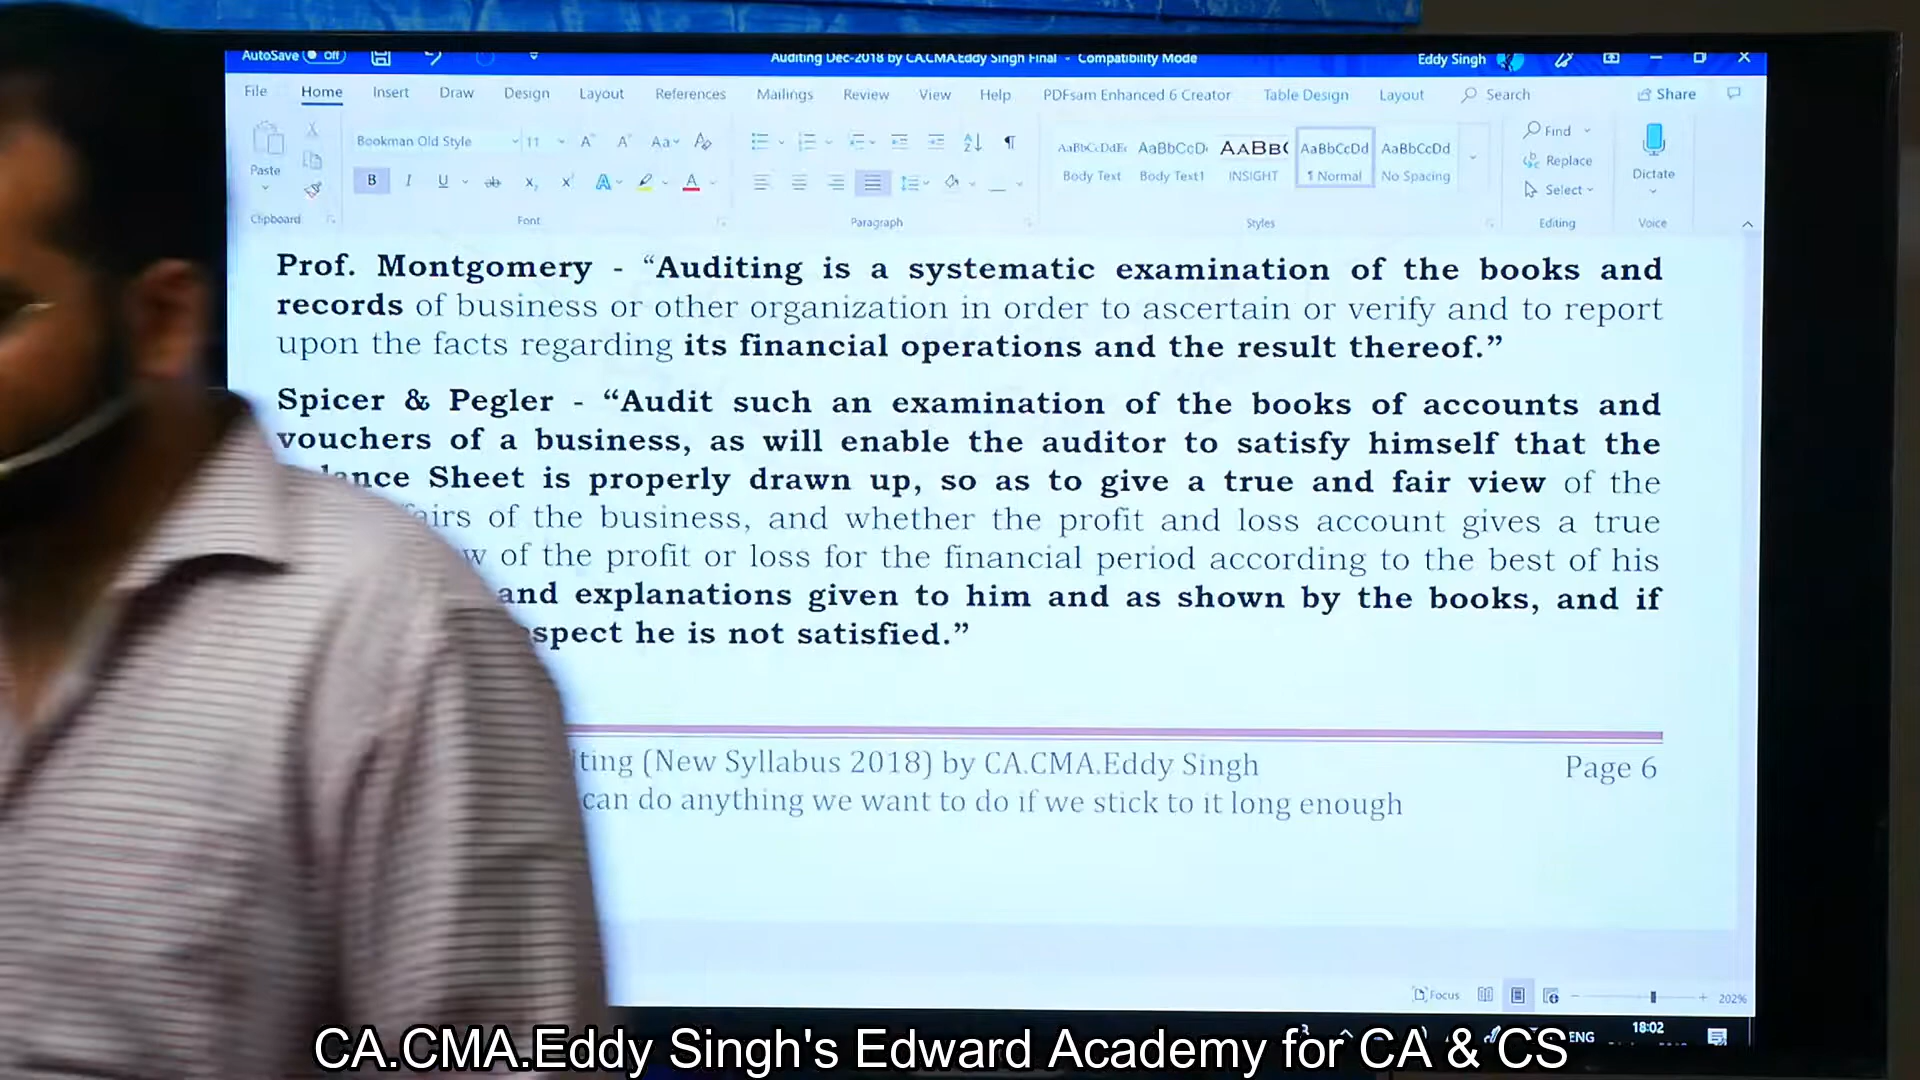 AutoSave Off
Auditing Dec-2018 by CA.CMA.Eddy Singh Final - Compatibility Mode
Eddy Singh
File Home Insert Draw Design Layout References Mailings Review View Help PDFsam Enhanced 6 Creator Table Design Layout Search Share
Bookman Old Style 11
Paste
B I U ab
AaBbCcDdEe AaBbCcD AABB AaBbCcDd AaBbCcDd
Body Text Body Text1 INSIGHT ¶ Normal No Spacing
Find
Replace
Select
Dictate
Clipboard Font Paragraph Styles Editing Voice
Prof. Montgomery - “Auditing is a systematic examination of the books and
records of business or other organization in order to ascertain or verify and to report
upon the facts regarding its financial operations and the result thereof.”
Spicer & Pegler - “Audit such an examination of the books of accounts and
vouchers of a business, as will enable the auditor to satisfy himself that the
Sheet is properly drawn up, so as to give a true and fair view of the
of the business, and whether the profit and loss account gives a true
of the profit or loss for the financial period according to the best of his
and explanations given to him and as shown by the books, and if
he is not satisfied.”
(New Syllabus 2018) by CA.CMA.Eddy Singh
Page 6
can do anything we want to do if we stick to it long enough
Focus
202%
ENG
18:02
CA.CMA.Eddy Singh's Edward Academy for CA & CS